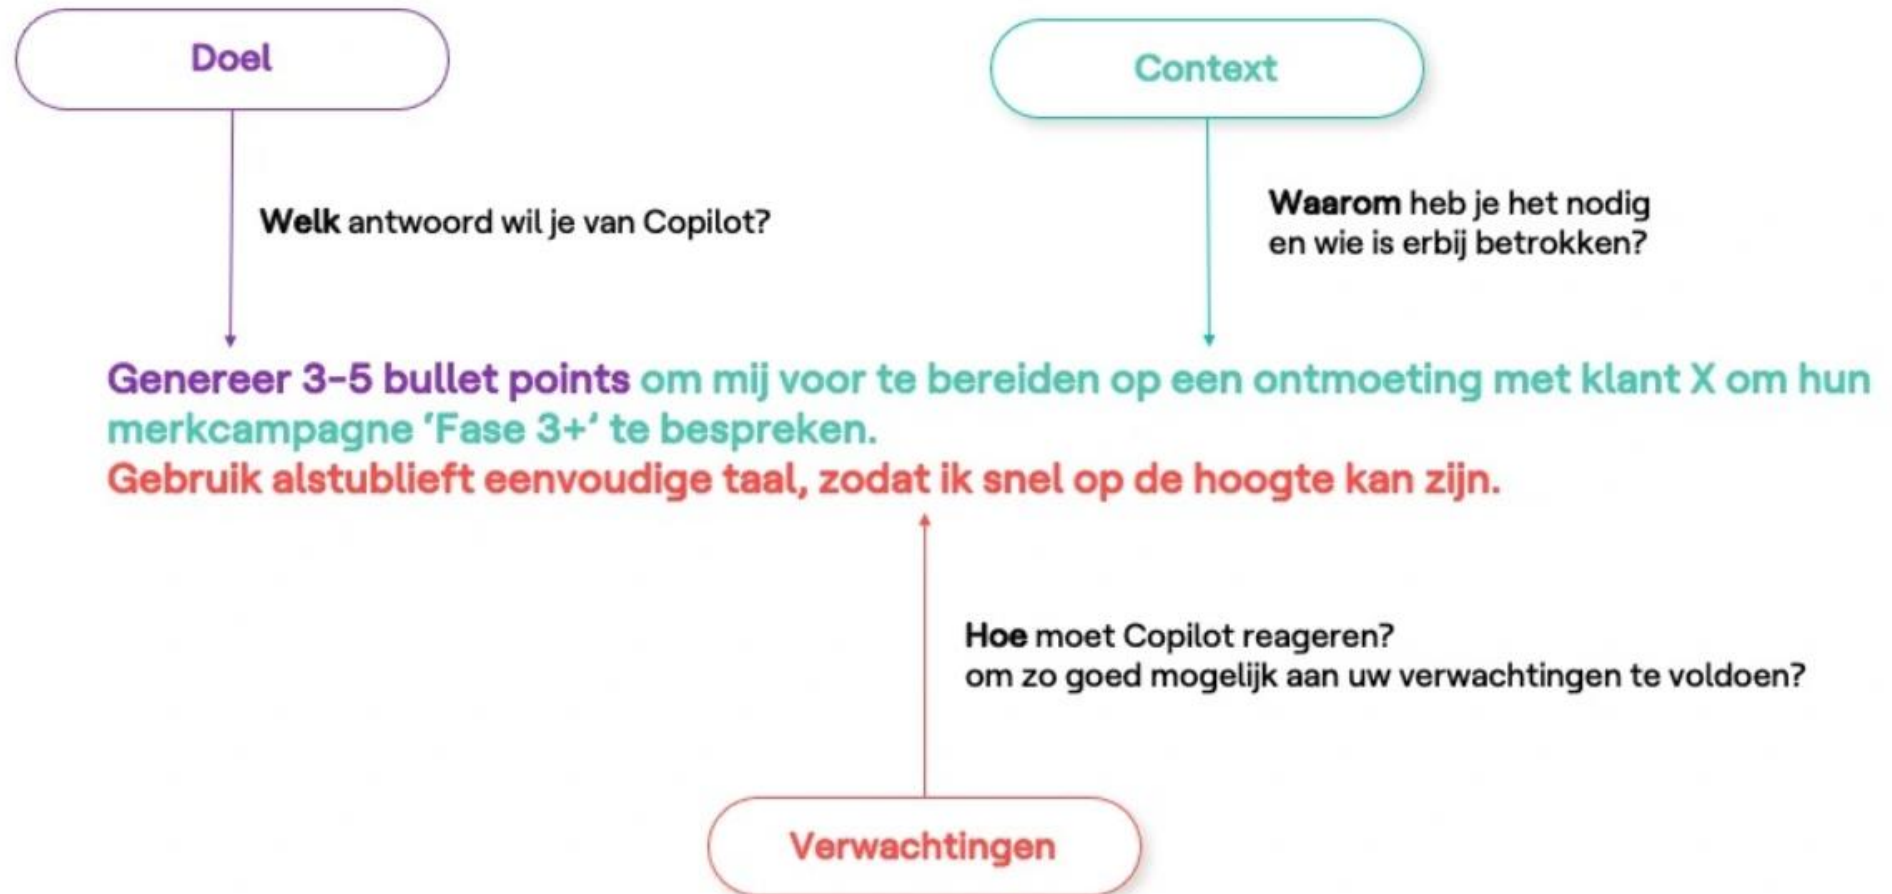 Doel
Context
Welk antwoord wil je van Copilot?
Waarom heb je het nodig
en wie is erbij betrokken?
Genereer 3-5 bullet points om mij voor te bereiden op een ontmoeting met klant X om hun
merkcampagne ‘Fase 3+‘ te bespreken.
Gebruik alstublieft eenvoudige taal, zodat ik snel op de hoogte kan zijn.
Hoe moet Copilot reageren?
om zo goed mogelijk aan uw verwachtingen te voldoen?
Verwachtingen